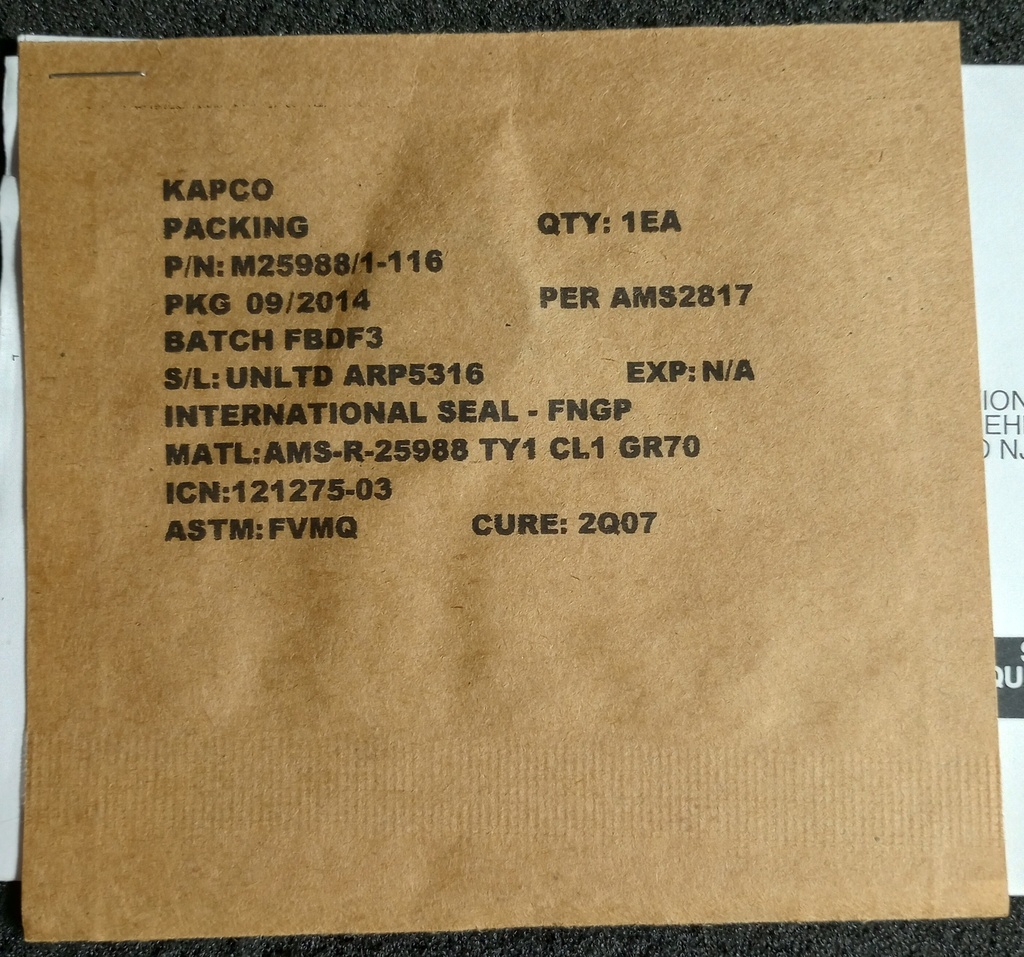 KAPCO
PACKING QTY: 1EA
P/N: M25988/1-116
PKG 09/2014 PER AMS2817
BATCH FBDF3
S/L: UNLTD ARP5316 EXP: N/A
INTERNATIONAL SEAL - FNGP
MATL: AMS-R-25988 TY1 CL1 GR70
ICN:121275-03
ASTM: FVMQ CURE: 2Q07